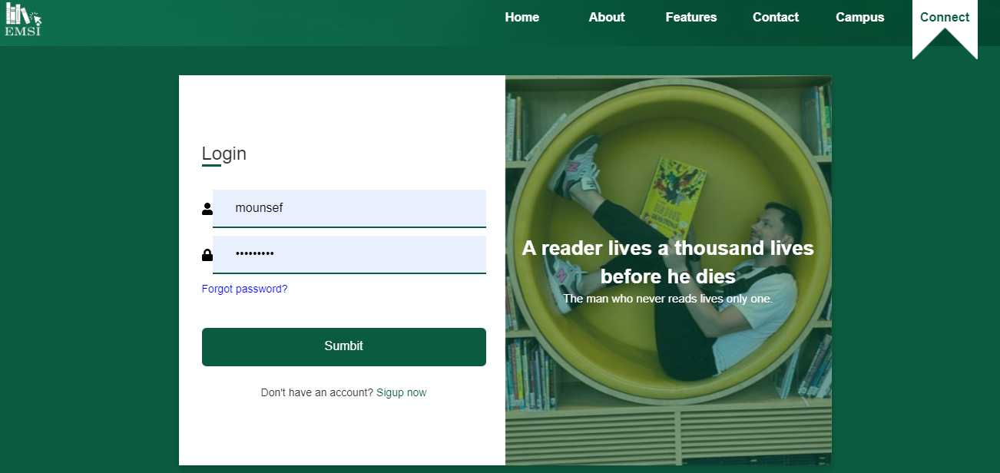 EMSI
Home About Features Contact Campus Connect
Login
mounsef
•••••••••
Forgot password?
Sumbit
Don't have an account? Sigup now
A reader lives a thousand lives
before he dies
The man who never reads lives only one.